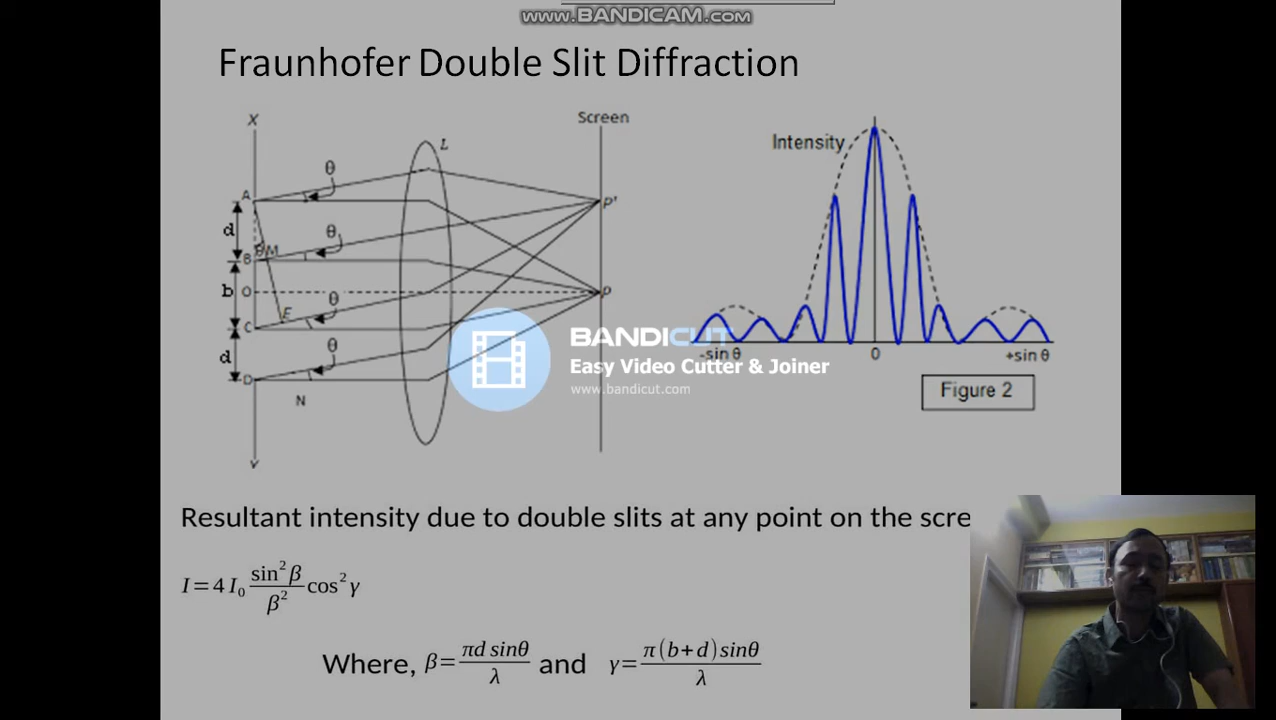 www.BANDICAM.com
Fraunhofer Double Slit Diffraction
X
Screen
L
θ
A
P'
d
θ
θ
M
B
b
O
P
θ
E
C
θ
d
D
N
Y
Intensity
-sin θ
0
+sin θ
Figure 2
BANDICUT
Easy Video Cutter & Joiner
www.bandicut.com
Resultant intensity due to double slits at any point on the scre
I=4 I₀ sin² β / β² cos² γ
Where, β= πd sinθ / λ and γ= π(b+d)sinθ / λ